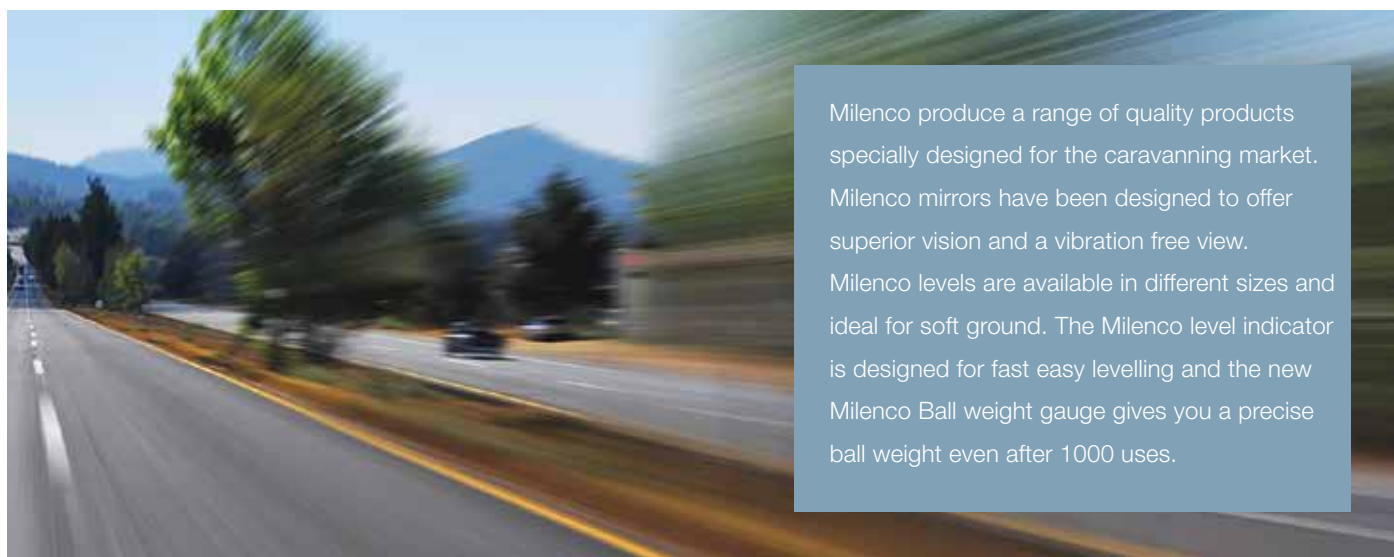 Milenco produce a range of quality products
specially designed for the caravanning market.
Milenco mirrors have been designed to offer
superior vision and a vibration free view.
Milenco levels are available in different sizes and
ideal for soft ground. The Milenco level indicator
is designed for fast easy levelling and the new
Milenco Ball weight gauge gives you a precise
ball weight even after 1000 uses.